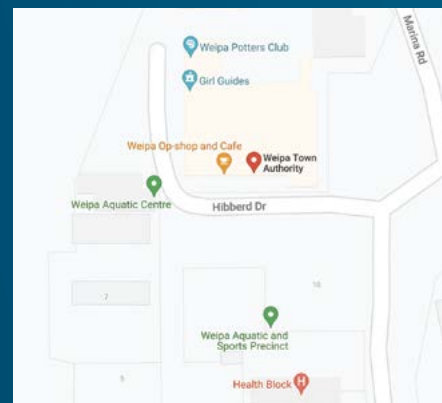 Marina Rd
Weipa Potters Club
Girl Guides
Weipa Op-shop and Cafe
Weipa Town
Authority
Weipa Aquatic Centre
Hibberd Dr
7
16
Weipa Aquatic and
Sports Precinct
5
Health Block
H